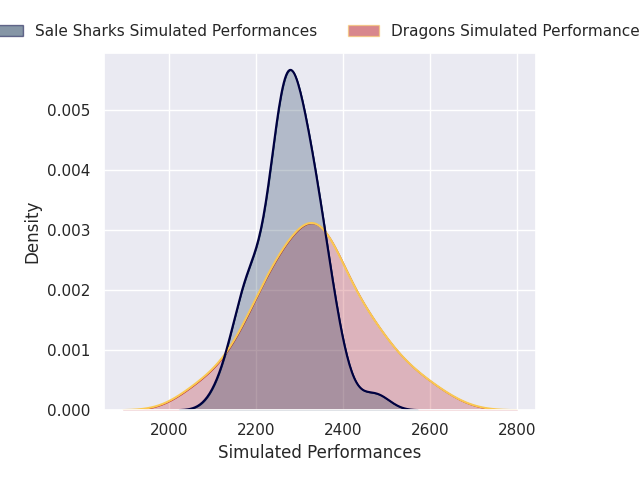 Sale Sharks Simulated Performances
Dragons Simulated Performance
0.005
0.004
0.003
0.002
0.001
0.000
Density
2000 2200 2400 2600 2800
Simulated Performances